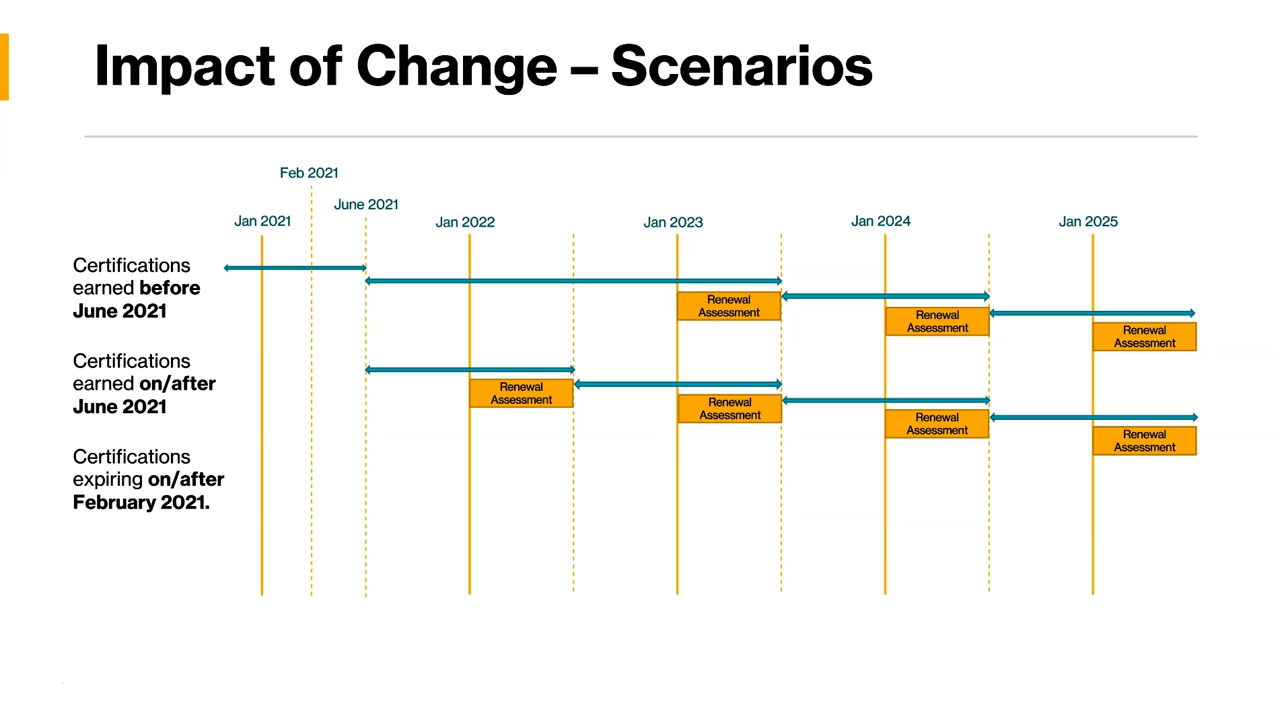 Impact of Change – Scenarios
Feb 2021
June 2021
Jan 2021
Jan 2022
Jan 2023
Jan 2024
Jan 2025
Certifications
earned before
June 2021
Renewal
Assessment
Renewal
Assessment
Renewal
Assessment
Certifications
earned on/after
June 2021
Renewal
Assessment
Renewal
Assessment
Renewal
Assessment
Renewal
Assessment
Certifications
expiring on/after
February 2021.